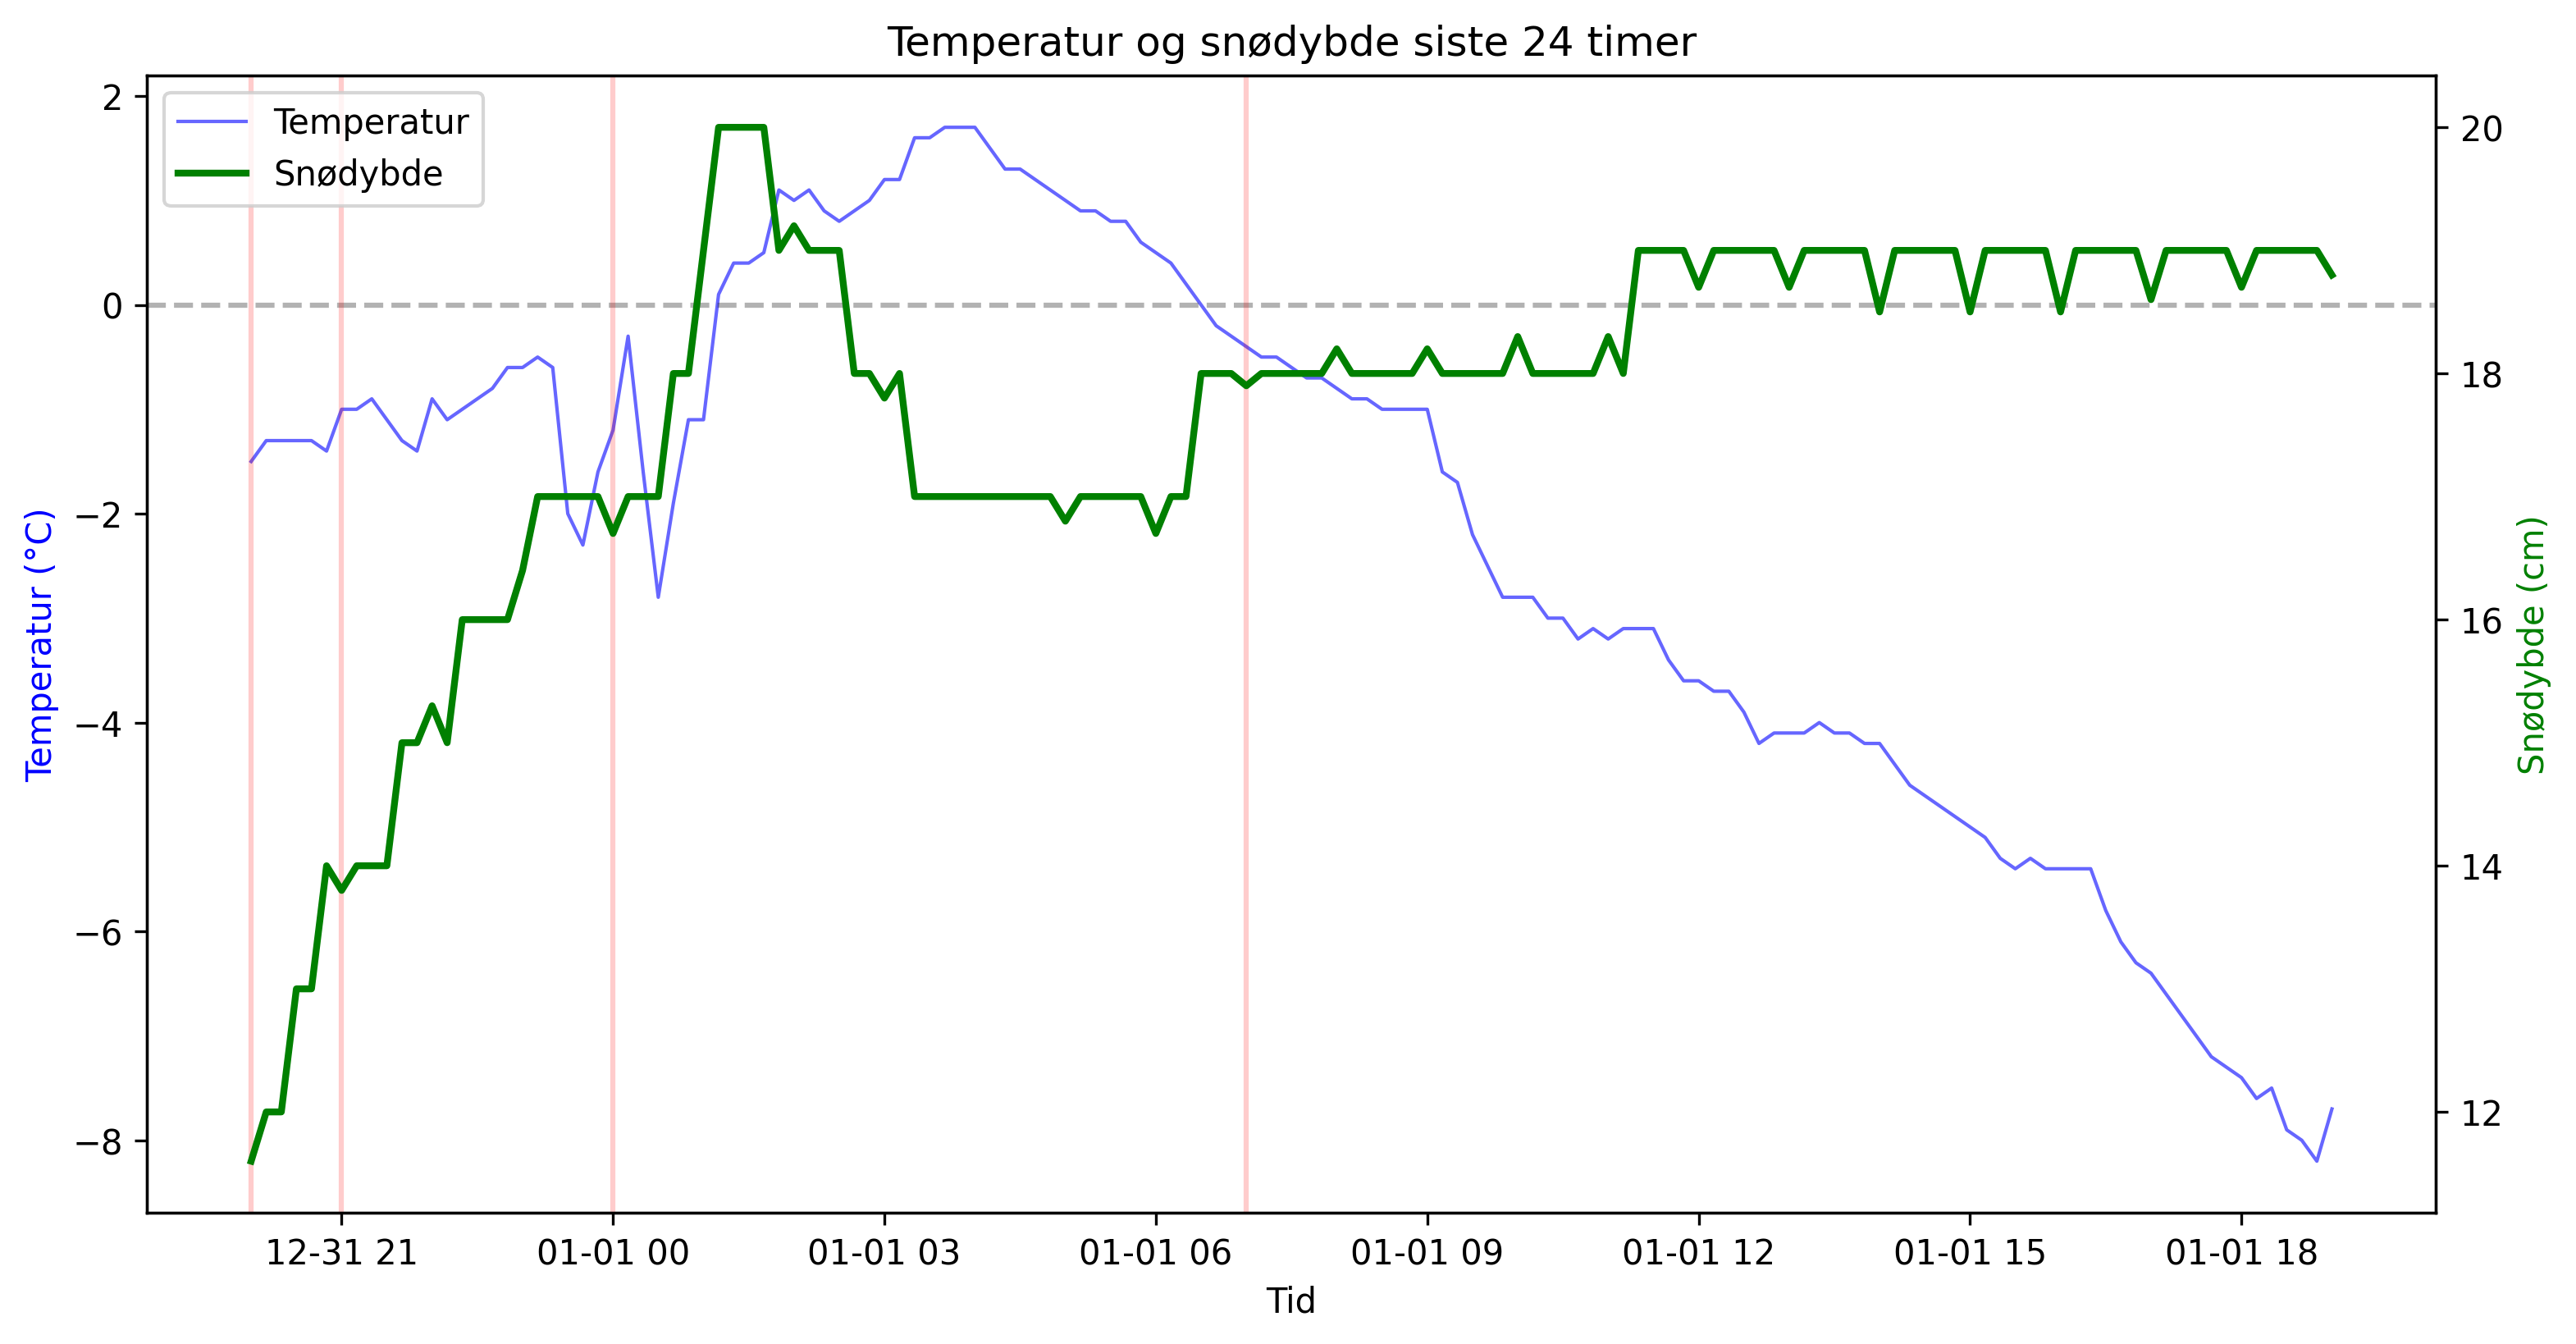 Temperatur og snødybde siste 24 timer
Temperatur
Snødybde
2
0
−2
−4
−6
−8
Temperatur (°C)
20
18
16
14
12
Snødybde (cm)
12-31 21 01-01 00 01-01 03 01-01 06 01-01 09 01-01 12 01-01 15 01-01 18
Tid